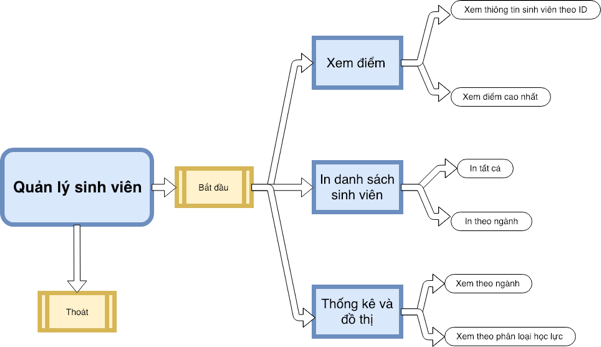 Xem thông tin sinh viên theo ID
Xem điểm
Xem điểm cao nhất
Quản lý sinh viên
Bắt đầu
In danh sách
sinh viên
In tất cả
In theo ngành
Thoát
Thống kê và
đồ thị
Xem theo ngành
Xem theo phân loại học lực